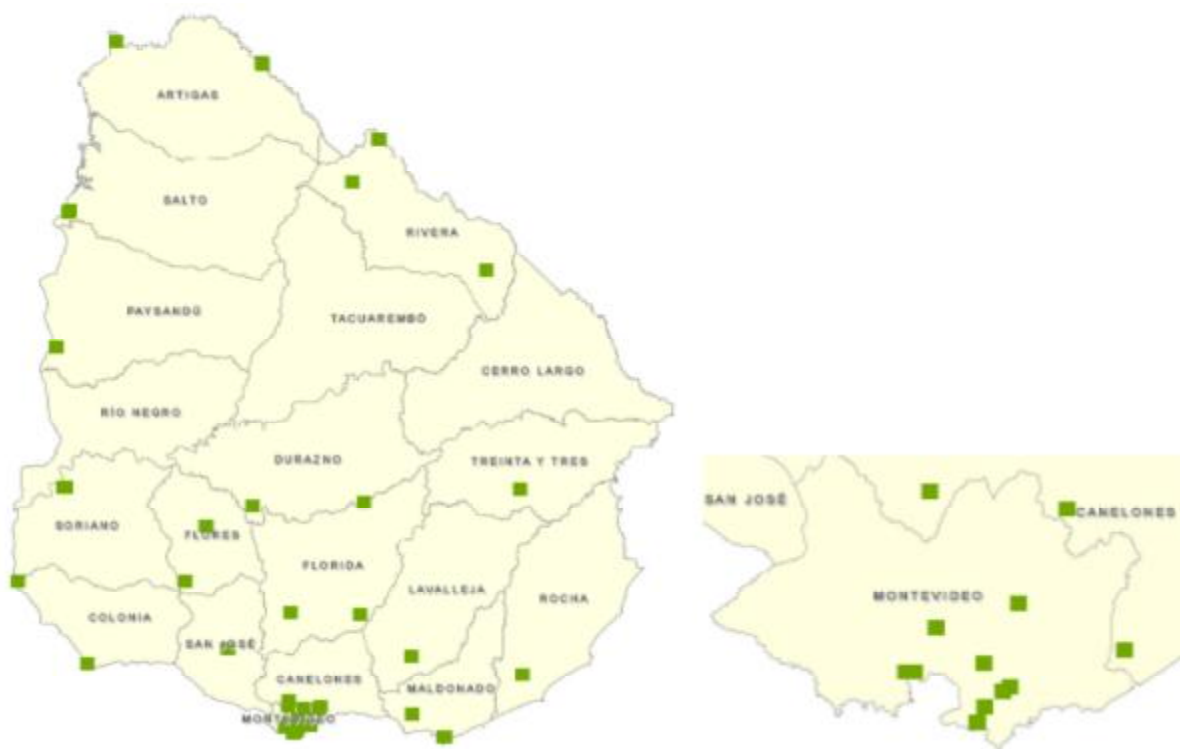 ARTIGAS
SALTO
RIVERA
PAYSANDÚ
TACUAREMBÓ
CERRO LARGO
RÍO NEGRO
DURAZNO
TREINTA Y TRES
SORIANO
FLORES
FLORIDA
LAVALLEJA
ROCHA
COLONIA
SAN JOSÉ
CANELONES
MALDONADO
MONTEVIDEO
SAN JOSÉ
CANELONES
MONTEVIDEO